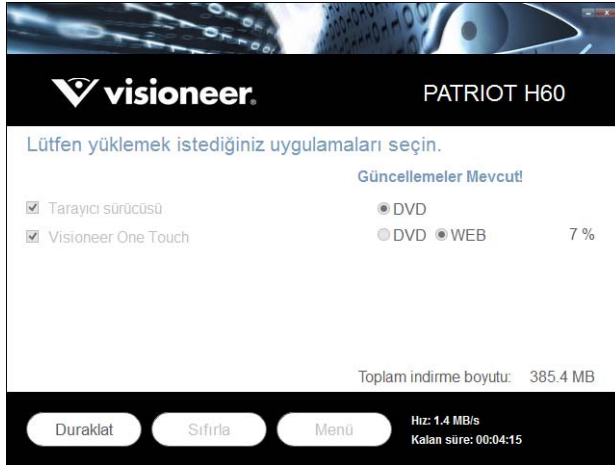 visioneer®
PATRIOT H60
Lütfen yüklemek istediğiniz uygulamaları seçin.
Güncellemeler Mevcut!
Tarayıcı sürücüsü
DVD
Visioneer One Touch
DVD WEB 7 %
Toplam indirme boyutu: 385.4 MB
Duraklat
Sıfırla
Menü
Hız: 1.4 MB/s
Kalan süre: 00:04:15